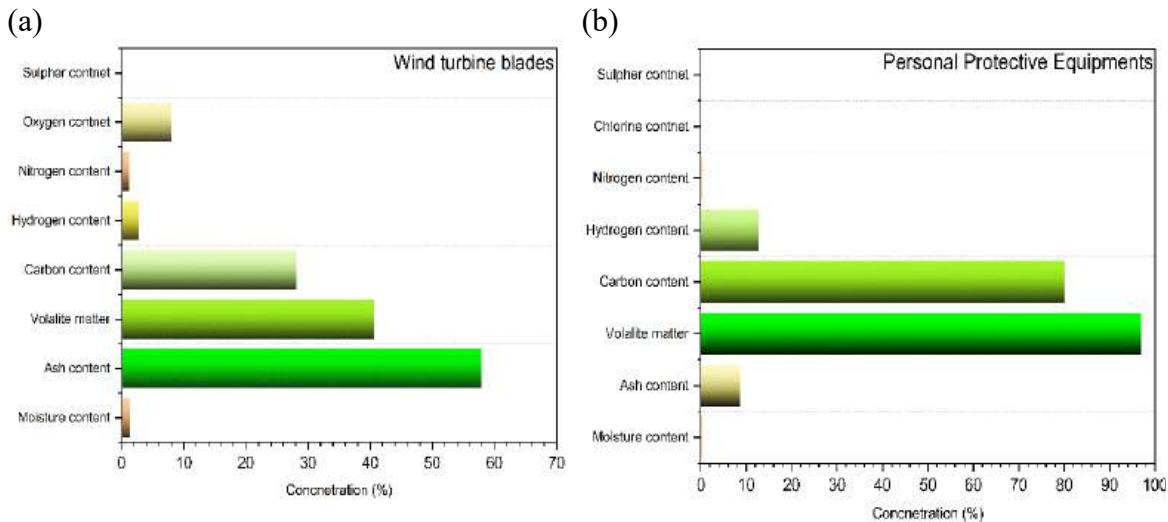 (a)
Wind turbine blades
Sulpher contnet
Oxygen contnet
Nitrogen content
Hydrogen content
Carbon content
Volalite matter
Ash content
Moisture content
0 10 20 30 40 50 60 70
Concnetration (%)
(b)
Personal Protective Equipments
Sulpher contnet
Chlorine contnet
Nitrogen content
Hydrogen content
Carbon content
Volalite matter
Ash content
Moisture content
0 10 20 30 40 50 60 70 80 90 100
Concnetration (%)